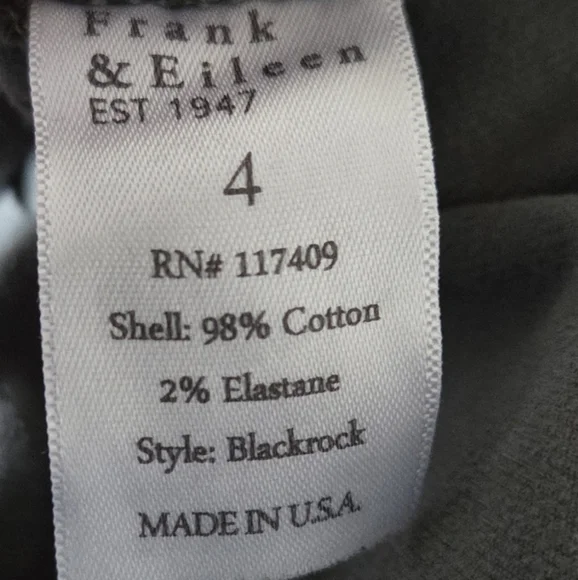 Frank
& Eileen
EST 1947
4
RN# 117409
Shell: 98% Cotton
2% Elastane
Style: Blackrock
MADE IN U.S.A.